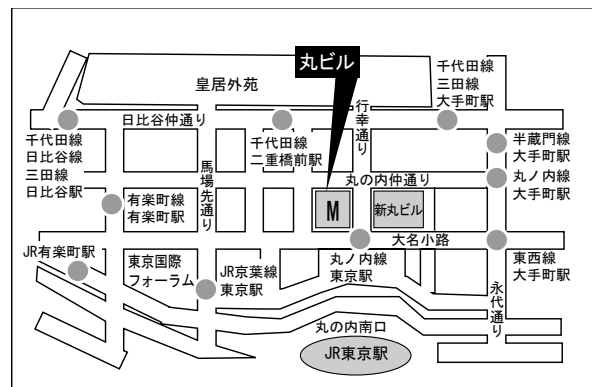 丸ビル
皇居外苑
千代田線
三田線
大手町駅
日比谷仲通り
行幸通り
千代田線
日比谷線
三田線
日比谷駅
千代田線
二重橋前駅
半蔵門線
大手町駅
馬場先通り
丸の内仲通り
丸ノ内線
大手町駅
有楽町線
有楽町駅
M
新丸ビル
大名小路
JR有楽町駅
東京国際
フォーラム
JR京葉線
東京駅
丸ノ内線
東京駅
東西線
大手町駅
永代通り
丸の内南口
JR東京駅